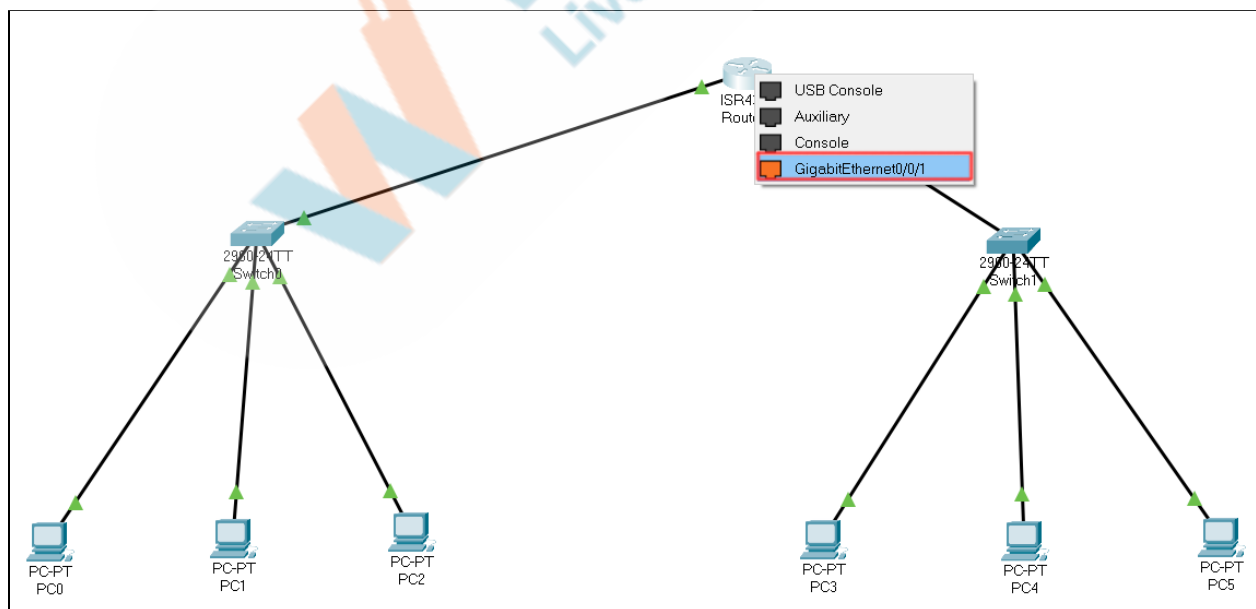 Live
ISR4
Route
USB Console
Auxiliary
Console
GigabitEthernet0/0/1
2960-24TT
Switch0
2960-24TT
Switch1
PC-PT
PC0
PC-PT
PC1
PC-PT
PC2
PC-PT
PC3
PC-PT
PC4
PC-PT
PC5